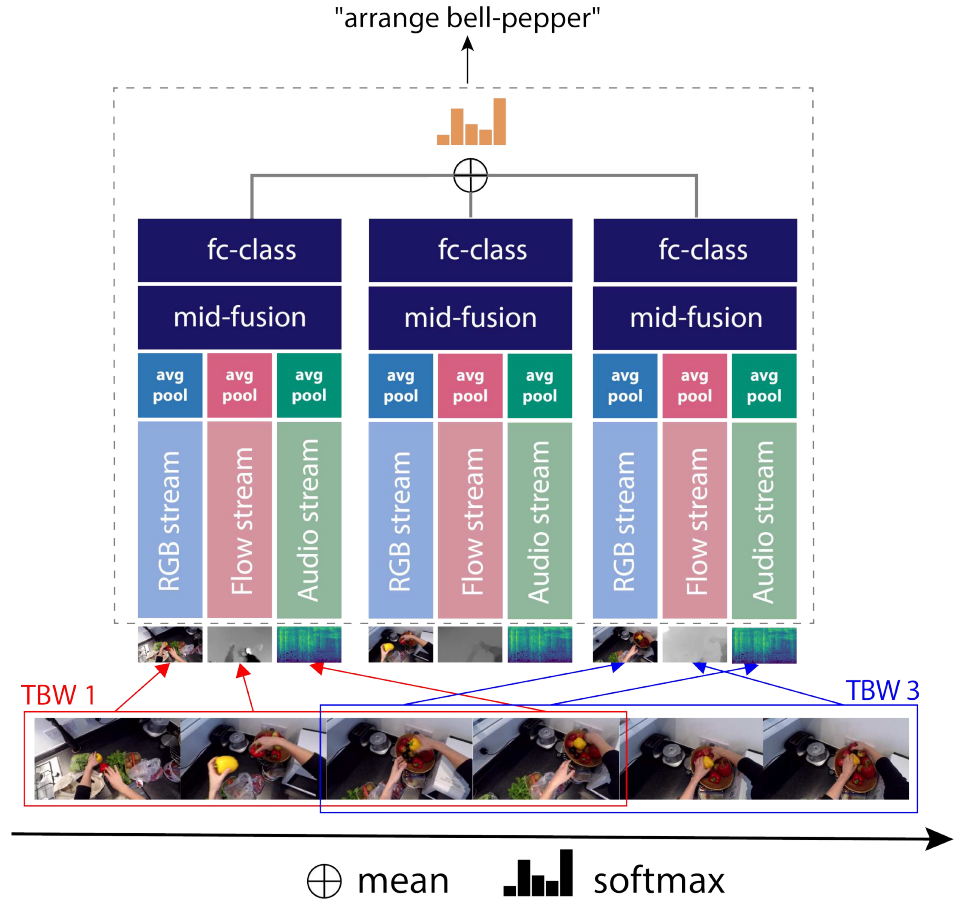 "arrange bell-pepper"
fc-class
fc-class
fc-class
mid-fusion
mid-fusion
mid-fusion
avg
pool
avg
pool
avg
pool
avg
pool
avg
pool
avg
pool
avg
pool
avg
pool
avg
pool
RGB stream
Flow stream
Audio stream
RGB stream
Flow stream
Audio stream
RGB stream
Flow stream
Audio stream
TBW 1
TBW 3
mean
softmax